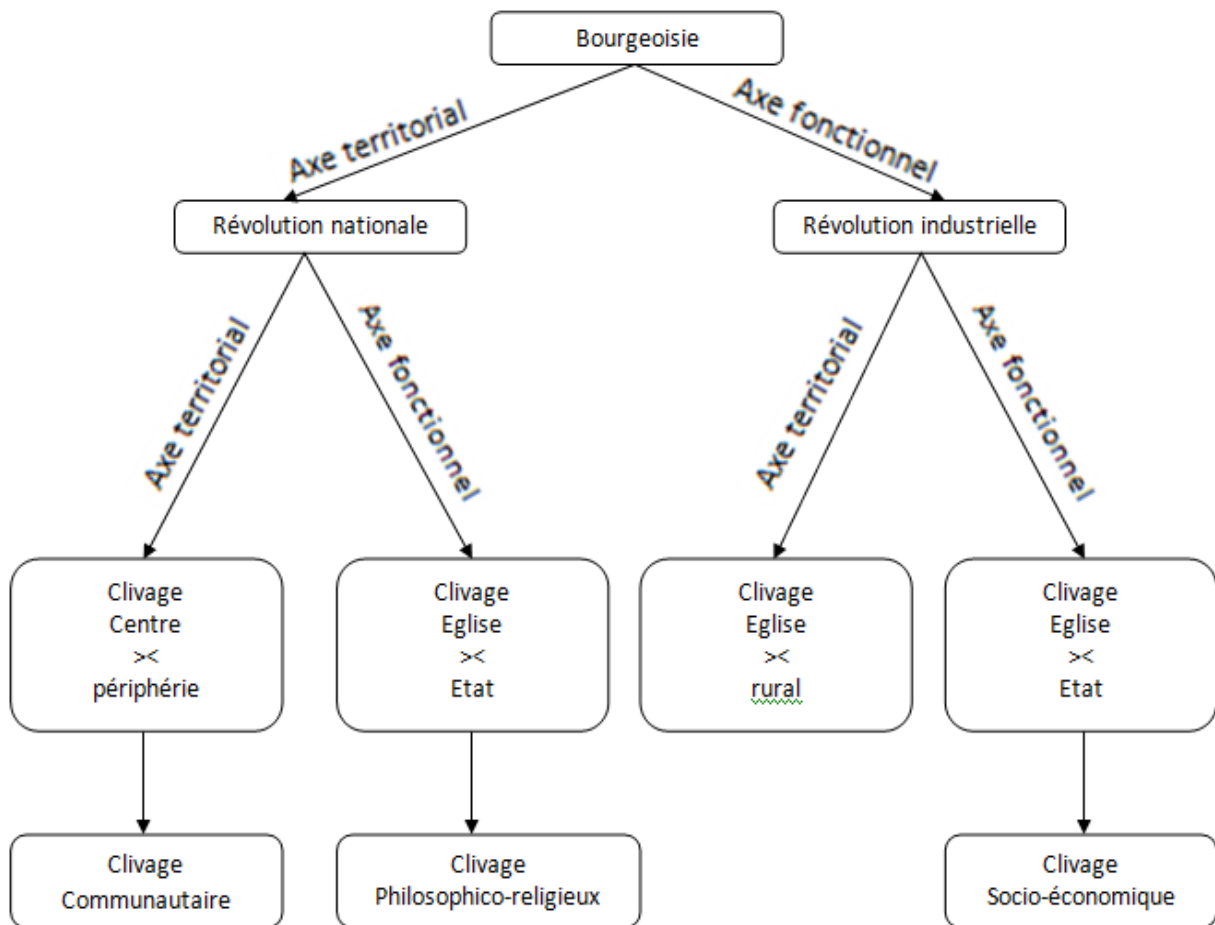 Bourgeoisie
Axe territorial
Axe fonctionnel
Révolution nationale
Révolution industrielle
Axe territorial
Axe fonctionnel
Axe territorial
Axe fonctionnel
Clivage
Centre
><
périphérie
Clivage
Eglise
><
Etat
Clivage
Eglise
><
rural
Clivage
Eglise
><
Etat
Clivage
Communautaire
Clivage
Philosophico-religieux
Clivage
Socio-économique